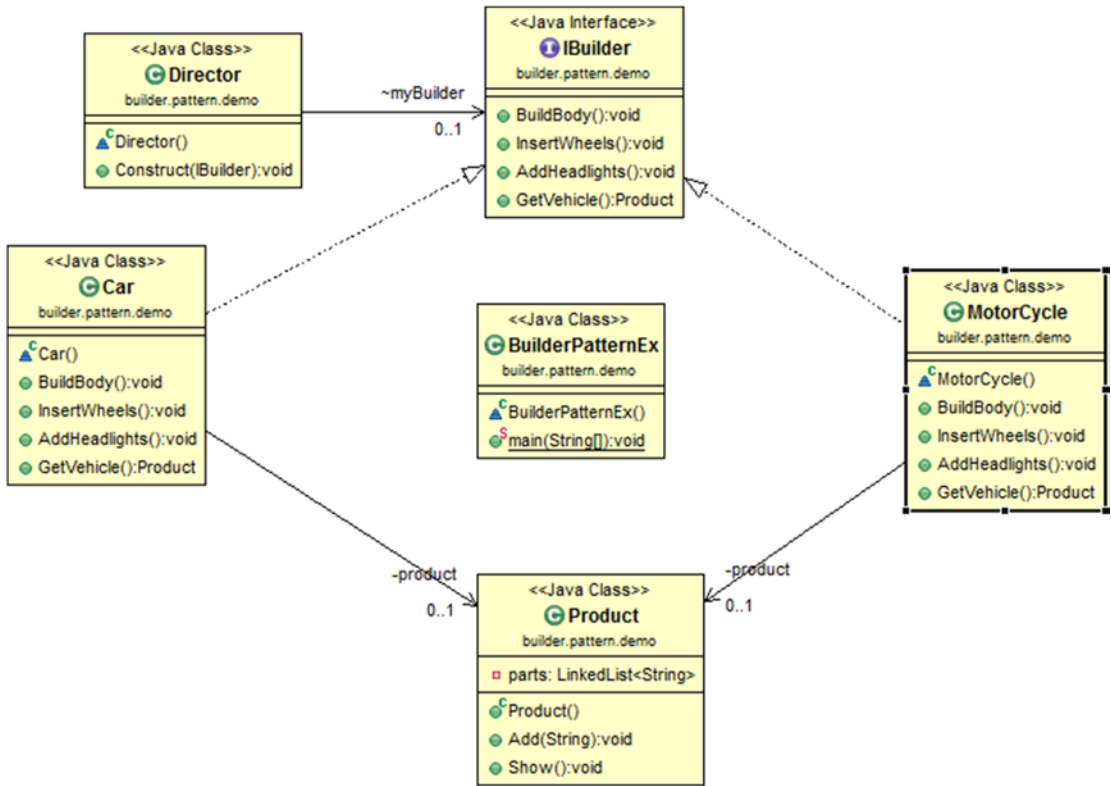 <<Java Class>>
Director
builder.pattern.demo
Director()
Construct(IBuilder):void
~myBuilder
0..1
<<Java Interface>>
I IBuilder
builder.pattern.demo
BuildBody():void
InsertWheels():void
AddHeadlights():void
GetVehicle():Product
<<Java Class>>
C Car
builder.pattern.demo
C Car()
BuildBody():void
InsertWheels():void
AddHeadlights():void
GetVehicle():Product
<<Java Class>>
C BuilderPatternEx
builder.pattern.demo
C BuilderPatternEx()
S main(String[]):void
<<Java Class>>
C MotorCycle
builder.pattern.demo
C MotorCycle()
BuildBody():void
InsertWheels():void
AddHeadlights():void
GetVehicle():Product
-product
0..1
-product
0..1
<<Java Class>>
C Product
builder.pattern.demo
parts: LinkedList<String>
C Product()
Add(String):void
Show():void